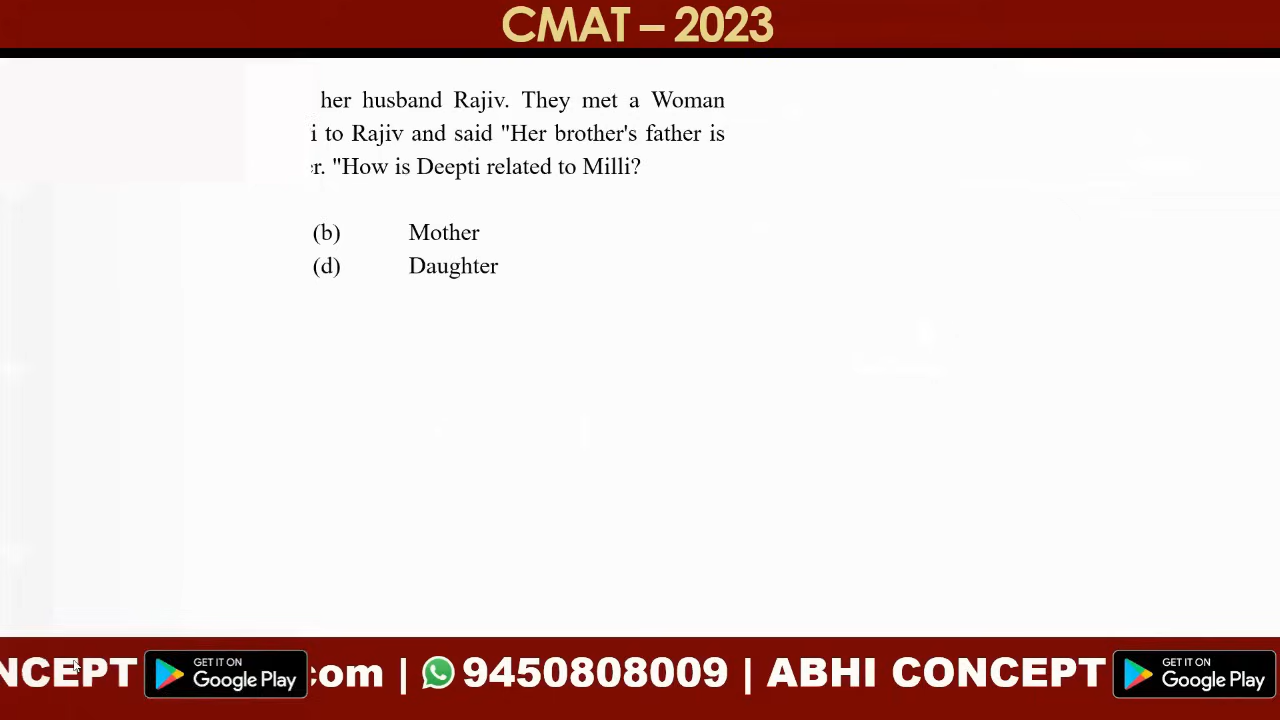 CMAT – 2023
her husband Rajiv. They met a Woman
i to Rajiv and said "Her brother's father is
r. "How is Deepti related to Milli?
(b) Mother
(d) Daughter
NCEPT GET IT ON Google Play com | 9450808009 | ABHI CONCEPT GET IT ON Google Play